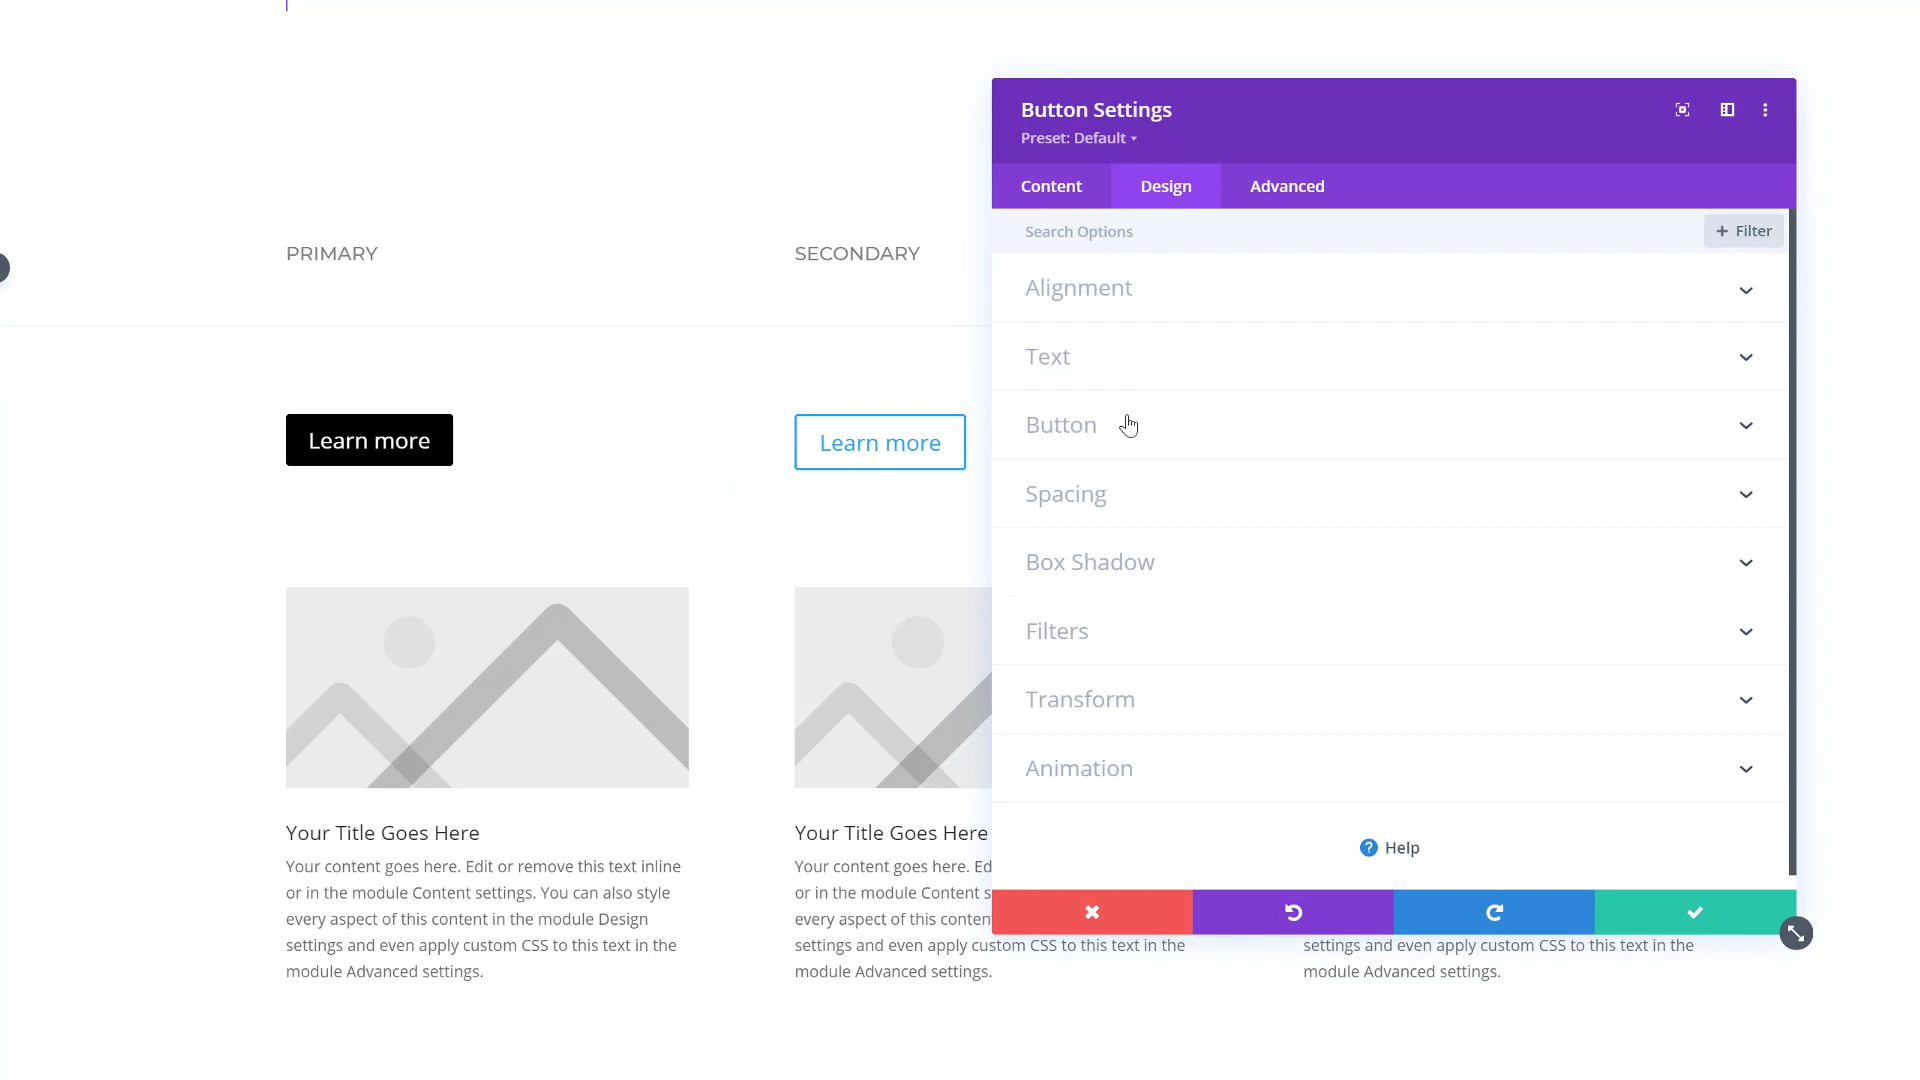 Button Settings
Preset: Default
Content
Design
Advanced
Search Options
+ Filter
Alignment
Text
Button
Spacing
Box Shadow
Filters
Transform
Animation
? Help
PRIMARY
SECONDARY
Learn more
Learn more
Your Title Goes Here
Your content goes here. Edit or remove this text inline
or in the module Content settings. You can also style
every aspect of this content in the module Design
settings and even apply custom CSS to this text in the
module Advanced settings.
Your Title Goes Here
Your content goes here. Ed
or in the module Content s
every aspect of this conten
settings and even apply custom CSS to this text in the
module Advanced settings.
settings and even apply custom CSS to this text in the
module Advanced settings.